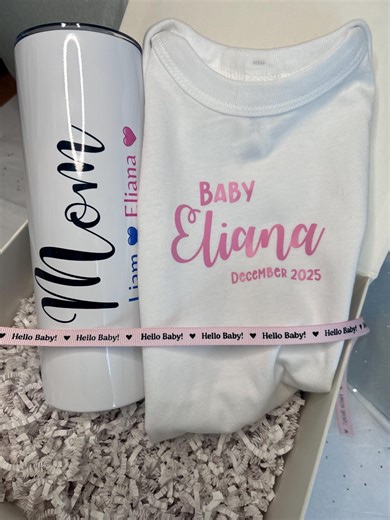 Mom
Liam 💙 Eliana 🩷
BABY
Eliana
DECEMBER 2025
Hello Baby! ♥ Hello Baby! ♥ Hello Baby! ♥ Hello Baby! ♥ Hello Baby! ♥ Hello Baby!